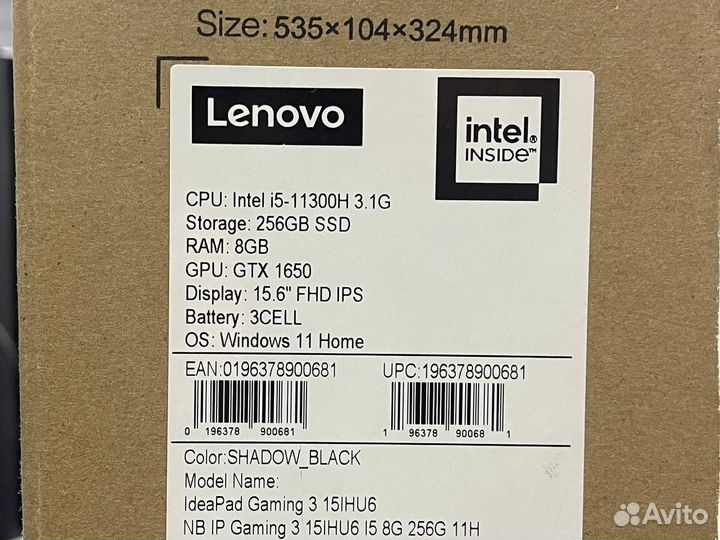 Size: 535×104×324mm
Lenovo
intel®
INSIDE™
CPU: Intel i5-11300H 3.1G
Storage: 256GB SSD
RAM: 8GB
GPU: GTX 1650
Display: 15.6" FHD IPS
Battery: 3CELL
OS: Windows 11 Home
EAN:0196378900681
UPC:196378900681
0 196378 900681
1 96378 90068 1
Color:SHADOW_BLACK
Model Name:
IdeaPad Gaming 3 15IHU6
NB IP Gaming 3 15IHU6 I5 8G 256G 11H
Avito